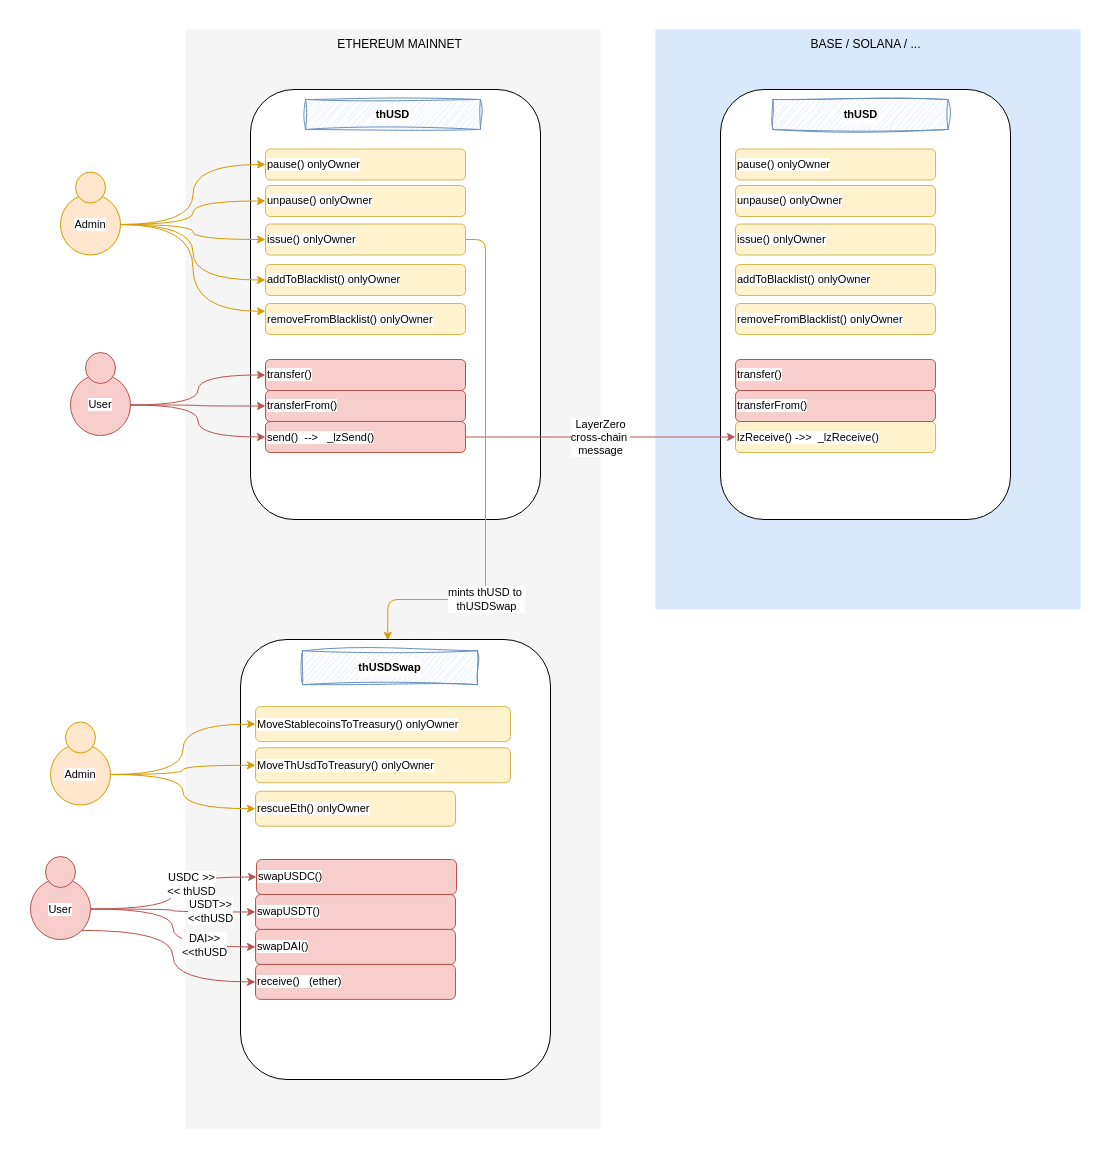 ETHEREUM MAINNET
BASE / SOLANA / ...
thUSD
pause() onlyOwner
unpause() onlyOwner
issue() onlyOwner
addToBlacklist() onlyOwner
removeFromBlacklist() onlyOwner
Admin
transfer()
transferFrom()
send() --> _lzSend()
User
LayerZero
cross-chain
message
thUSD
pause() onlyOwner
unpause() onlyOwner
issue() onlyOwner
addToBlacklist() onlyOwner
removeFromBlacklist() onlyOwner
transfer()
transferFrom()
lzReceive() ->> _lzReceive()
mints thUSD to
thUSDSwap
thUSDSwap
MoveStablecoinsToTreasury() onlyOwner
MoveThUsdToTreasury() onlyOwner
rescueEth() onlyOwner
Admin
User
USDC >>
<< thUSD
USDT>>
<<thUSD
DAI>>
<<thUSD
swapUSDC()
swapUSDT()
swapDAI()
receive() (ether)